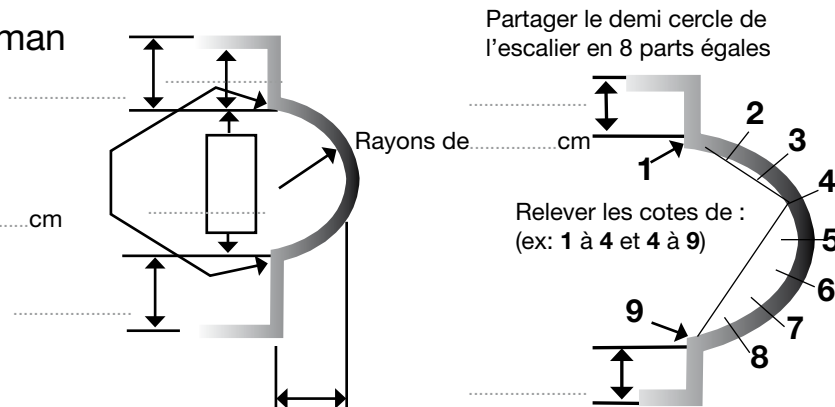 man
Partager le demi cercle de
l'escalier en 8 parts égales
Rayons de....................cm
cm
Relever les cotes de :
(ex: 1 à 4 et 4 à 9)
1
2
3
4
5
6
7
8
9